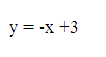 y = -x +3